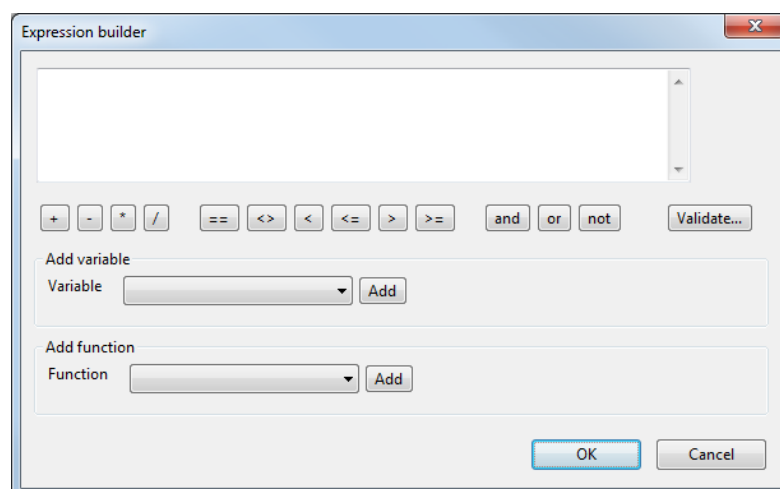 Expression builder
+ - * / == <> < <= > >= and or not Validate...
Add variable
Variable Add
Add function
Function Add
OK Cancel